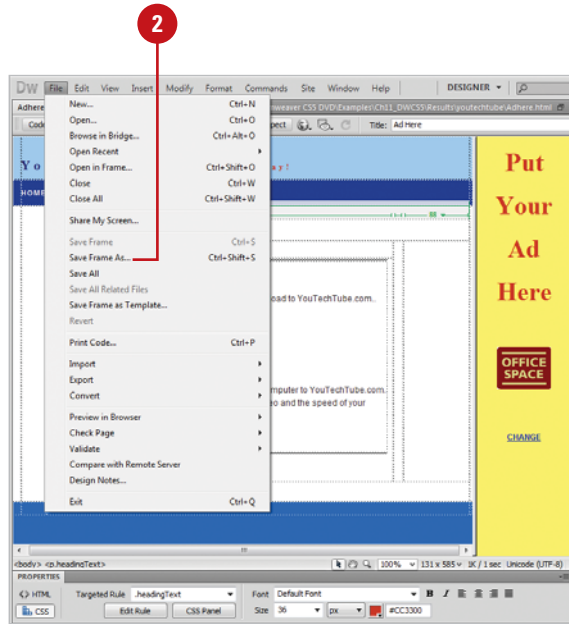 2
DW File Edit View Insert Modify Format Commands Site Window Help DESIGNER
Adhere
CS5 DVD\Examples\Ch11_DWCS5\Results\youtechtube\Adhere.html
Title: Ad Here
New... Ctrl+N
Open... Ctrl+O
Browse in Bridge... Ctrl+Alt+O
Open Recent
Open in Frame... Ctrl+Shift+O
Close Ctrl+W
Close All Ctrl+Shift+W
Share My Screen...
Save Frame Ctrl+S
Save Frame As... Ctrl+Shift+S
Save All
Save All Related Files
Save Frame as Template...
Revert
Print Code... Ctrl+P
Import
Export
Convert
Preview in Browser
Check Page
Validate
Compare with Remote Server
Design Notes...
Exit Ctrl+Q
Yo
ay!
HOME
oad to YouTechTube.com.
mputer to YouTechTube.com.
eo and the speed of your
Put
Your
Ad
Here
OFFICE
SPACE
CHANGE
<body> <p.headingText> 100% 131 x 585 1K / 1 sec Unicode (UTF-8)
PROPERTIES
<> HTML Targeted Rule .headingText Font Default Font B I
CSS Edit Rule CSS Panel Size 36 px #CC3300